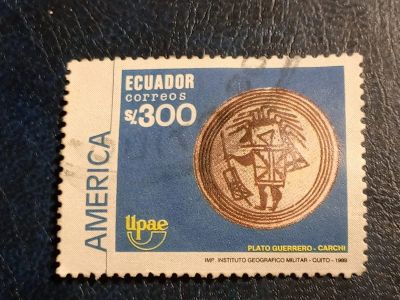 AMERICA
ECUADOR
correos
S/.300
Upae
PLATO GUERRERO - CARCHI
IMP. INSTITUTO GEOGRAFICO MILITAR - QUITO - 1989